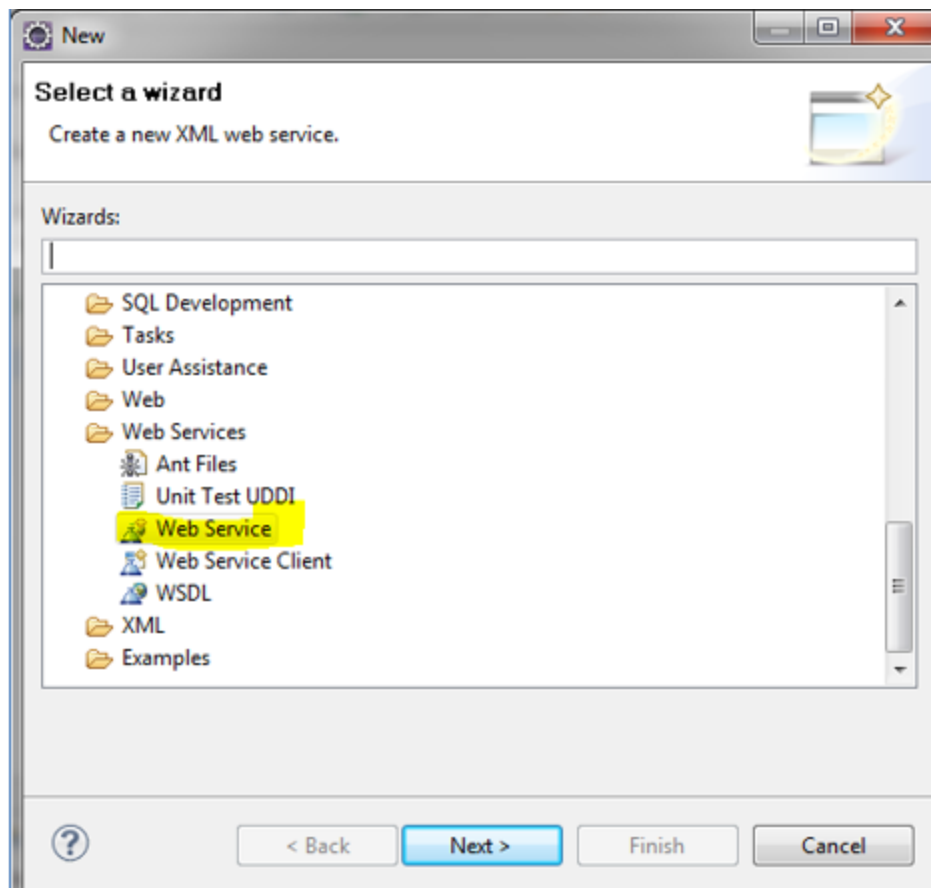 New
Select a wizard
Create a new XML web service.
Wizards:
SQL Development
Tasks
User Assistance
Web
Web Services
Ant Files
Unit Test UDDI
Web Service
Web Service Client
WSDL
XML
Examples
? < Back Next > Finish Cancel